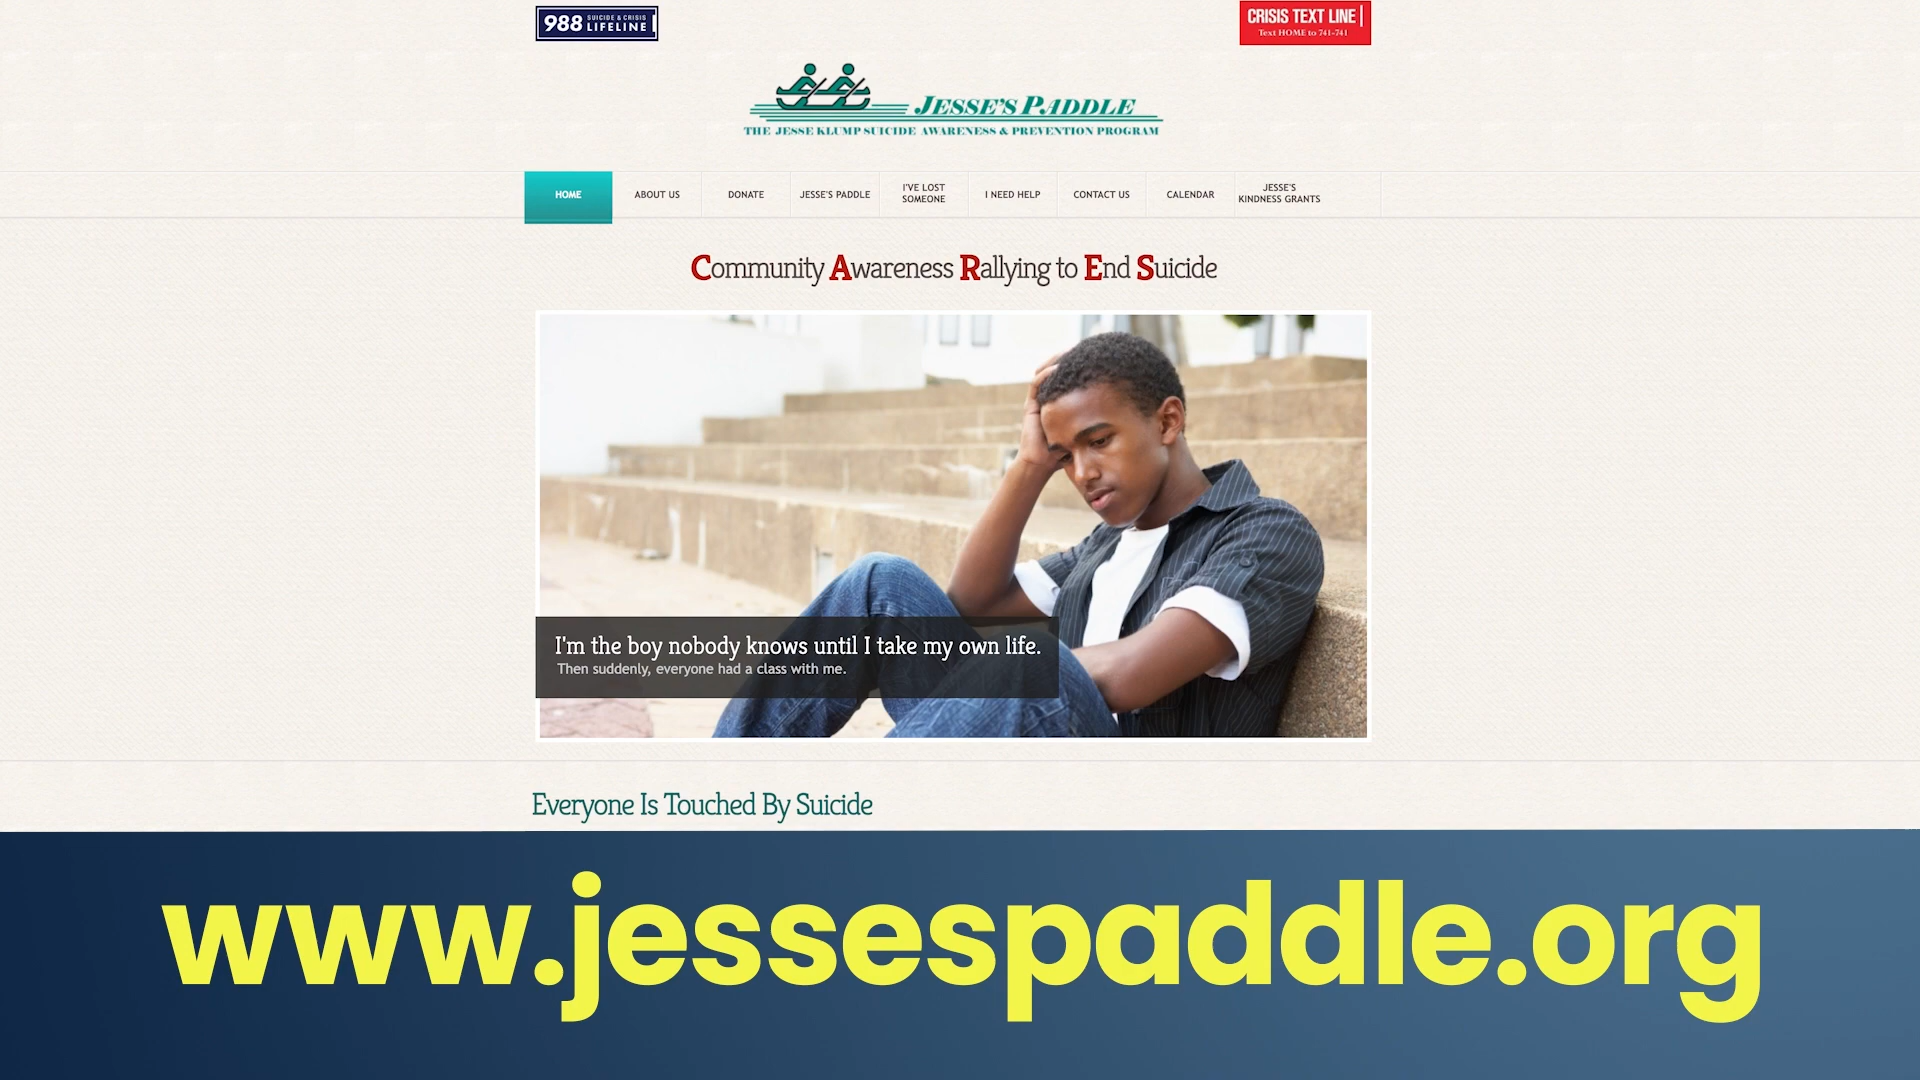 988 SUICIDE & CRISIS LIFELINE
CRISIS TEXT LINE
Text HOME to 741-741
JESSE'S PADDLE
THE JESSE KLUMP SUICIDE AWARENESS & PREVENTION PROGRAM
HOME
ABOUT US
DONATE
JESSE'S PADDLE
I'VE LOST SOMEONE
I NEED HELP
CONTACT US
CALENDAR
JESSE'S KINDNESS GRANTS
Community Awareness Rallying to End Suicide
I'm the boy nobody knows until I take my own life.
Then suddenly, everyone had a class with me.
Everyone Is Touched By Suicide
www.jessespaddle.org